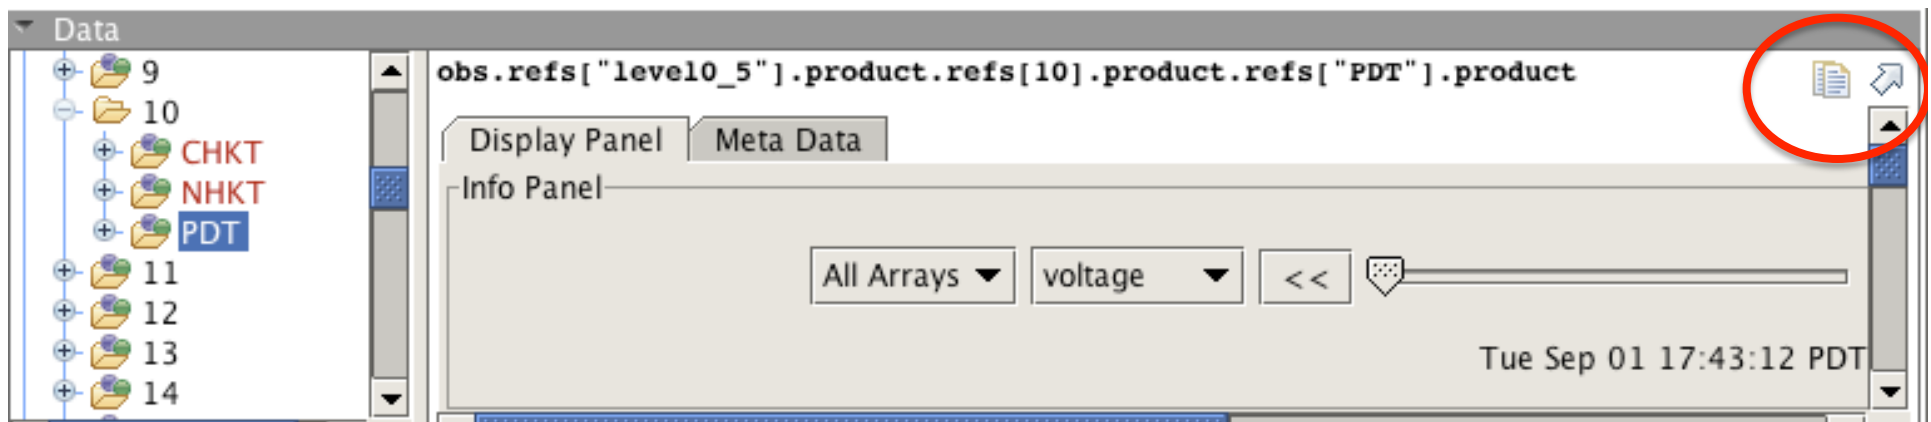 Data
9
10
CHKT
NHKT
PDT
11
12
13
14
obs.refs["level0_5"].product.refs[10].product.refs["PDT"].product
Display Panel Meta Data
Info Panel
All Arrays voltage <<
Tue Sep 01 17:43:12 PDT